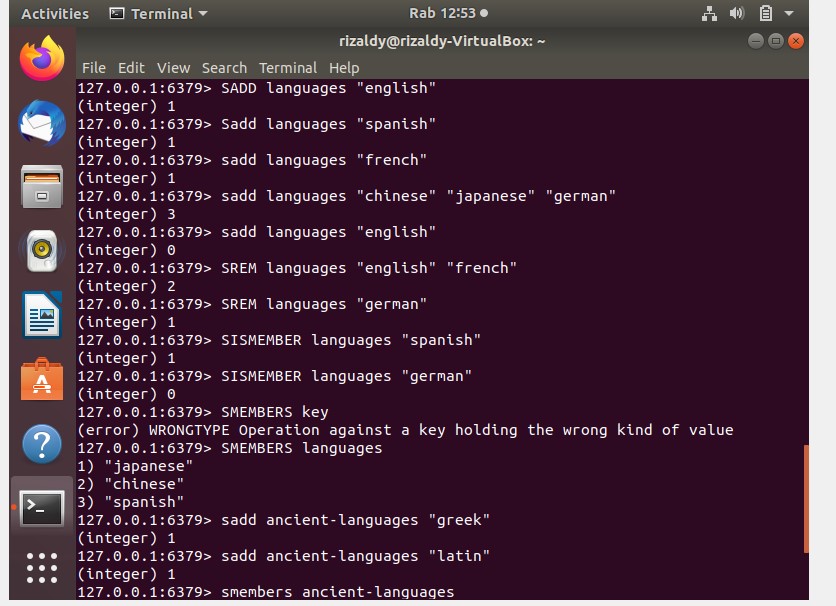 Activities Terminal Rab 12:53
rizaldy@rizaldy-VirtualBox: ~
File Edit View Search Terminal Help
127.0.0.1:6379> SADD languages "english"
(integer) 1
127.0.0.1:6379> Sadd languages "spanish"
(integer) 1
127.0.0.1:6379> sadd languages "french"
(integer) 1
127.0.0.1:6379> sadd languages "chinese" "japanese" "german"
(integer) 3
127.0.0.1:6379> sadd languages "english"
(integer) 0
127.0.0.1:6379> SREM languages "english" "french"
(integer) 2
127.0.0.1:6379> SREM languages "german"
(integer) 1
127.0.0.1:6379> SISMEMBER languages "spanish"
(integer) 1
127.0.0.1:6379> SISMEMBER languages "german"
(integer) 0
127.0.0.1:6379> SMEMBERS key
(error) WRONGTYPE Operation against a key holding the wrong kind of value
127.0.0.1:6379> SMEMBERS languages
1) "japanese"
2) "chinese"
3) "spanish"
127.0.0.1:6379> sadd ancient-languages "greek"
(integer) 1
127.0.0.1:6379> sadd ancient-languages "latin"
(integer) 1
127.0.0.1:6379> smembers ancient-languages